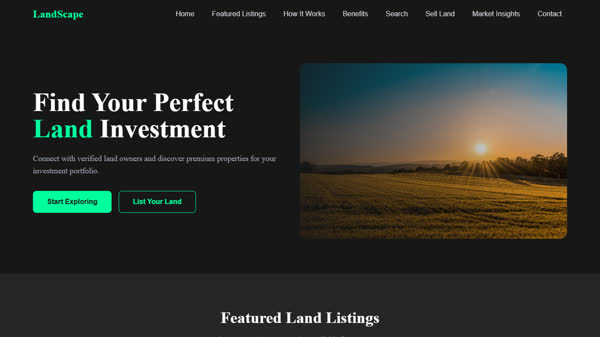 LandScape
Home Featured Listings How It Works Benefits Search Sell Land Market Insights Contact
Find Your Perfect
Land Investment
Connect with verified land owners and discover premium properties for your
investment portfolio.
Start Exploring List Your Land
Featured Land Listings